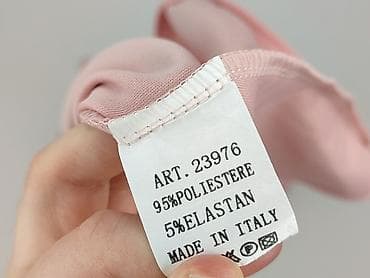 ART. 23976
95%POLIESTERE
5%ELASTAN
MADE IN ITALY